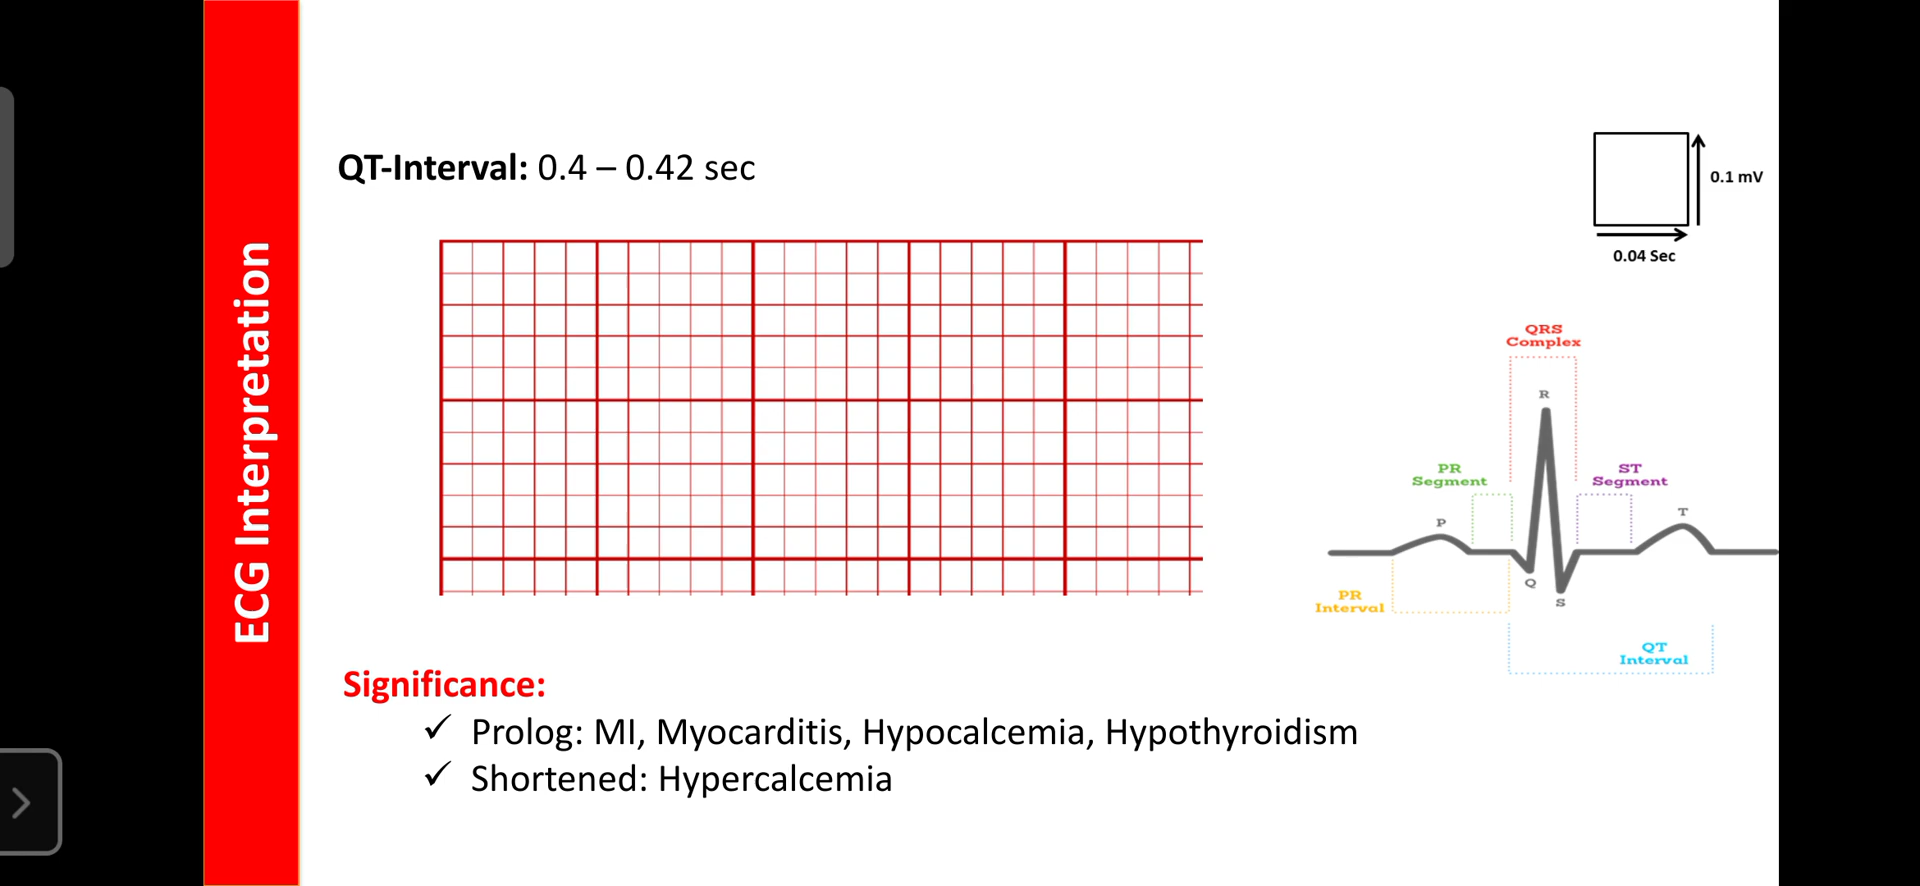 ECG Interpretation
QT-Interval: 0.4 – 0.42 sec
0.1 mV
0.04 Sec
QRS
Complex
R
PR
Segment
ST
Segment
P
T
Q
S
PR
Interval
QT
Interval
Significance:
✓ Prolog: MI, Myocarditis, Hypocalcemia, Hypothyroidism
✓ Shortened: Hypercalcemia